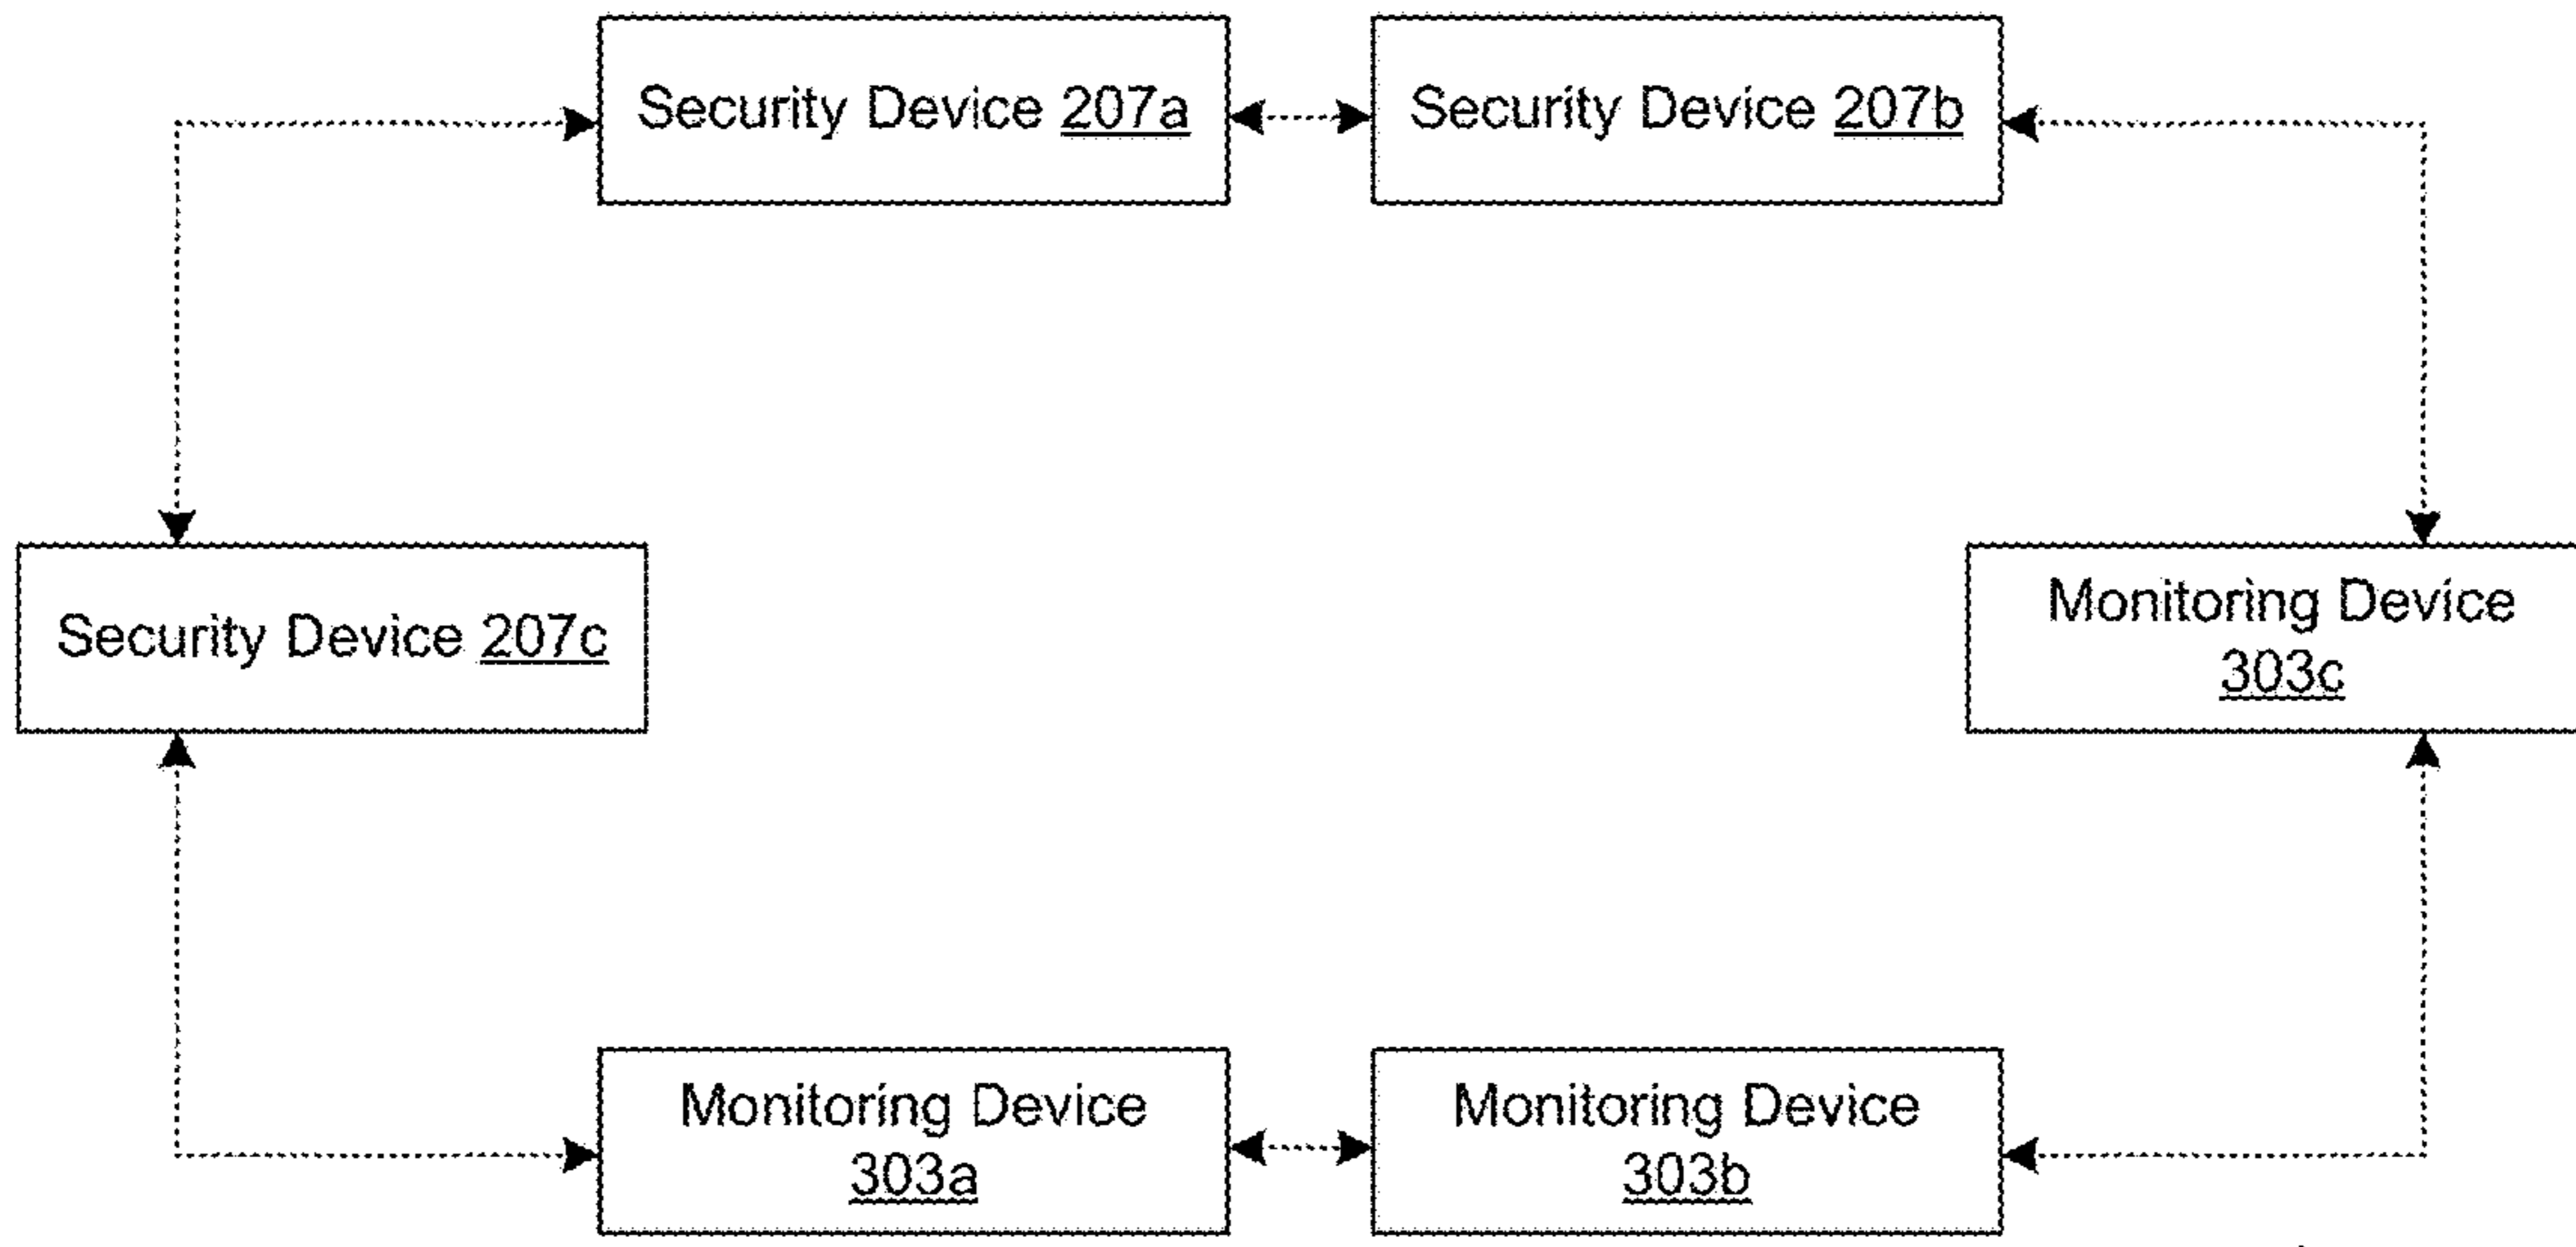 Security Device 207a
Security Device 207b
Security Device 207c
Monitoring Device
303c
Monitoring Device
303a
Monitoring Device
303b